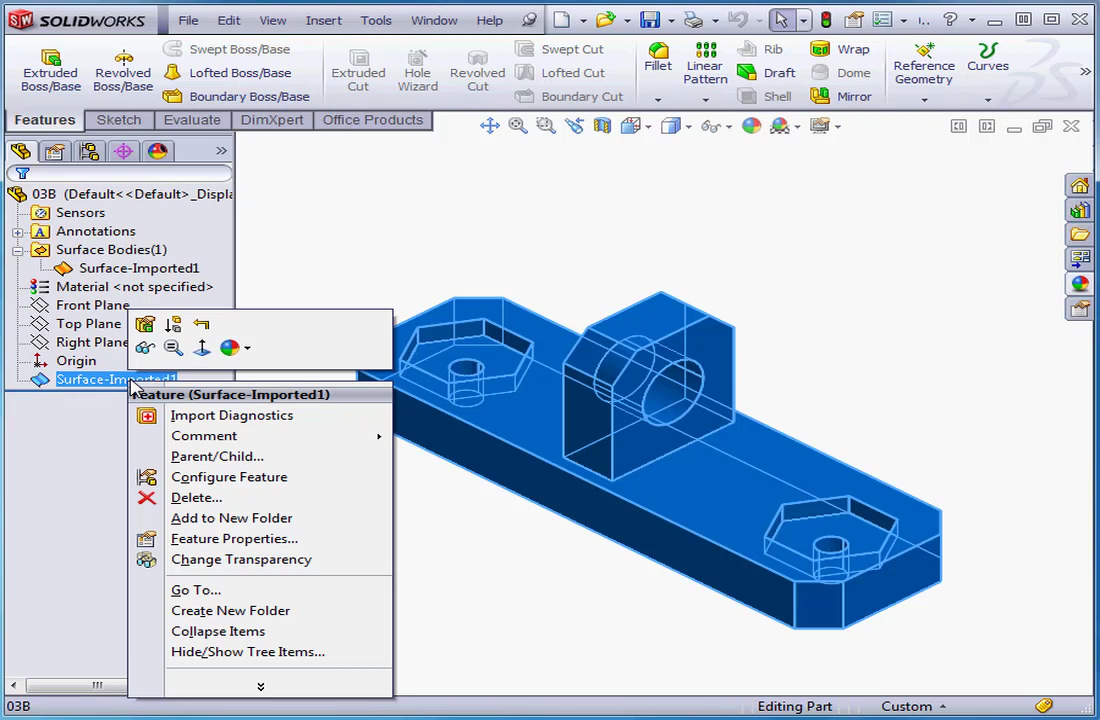 SOLIDWORKS File Edit View Insert Tools Window Help
Extruded Boss/Base
Revolved Boss/Base
Swept Boss/Base
Lofted Boss/Base
Boundary Boss/Base
Extruded Cut
Hole Wizard
Revolved Cut
Swept Cut
Lofted Cut
Boundary Cut
Fillet
Linear Pattern
Rib
Draft
Shell
Wrap
Dome
Mirror
Reference Geometry
Curves
Features Sketch Evaluate DimXpert Office Products
03B (Default<<Default>_Displa
Sensors
Annotations
Surface Bodies(1)
Surface-Imported1
Material <not specified>
Front Plane
Top Plane
Right Plane
Origin
Surface-Imported1
Feature (Surface-Imported1)
Import Diagnostics
Comment
Parent/Child...
Configure Feature
Delete...
Add to New Folder
Feature Properties...
Change Transparency
Go To...
Create New Folder
Collapse Items
Hide/Show Tree Items...
03B Editing Part Custom